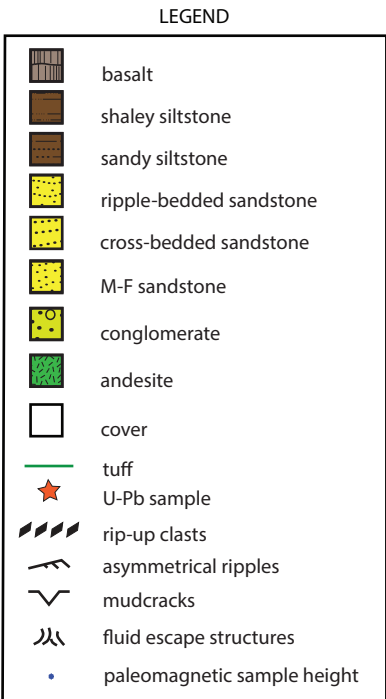 LEGEND
basalt
shaley siltstone
sandy siltstone
ripple-bedded sandstone
cross-bedded sandstone
M-F sandstone
conglomerate
andesite
cover
tuff
U-Pb sample
rip-up clasts
asymmetrical ripples
mudcracks
fluid escape structures
paleomagnetic sample height